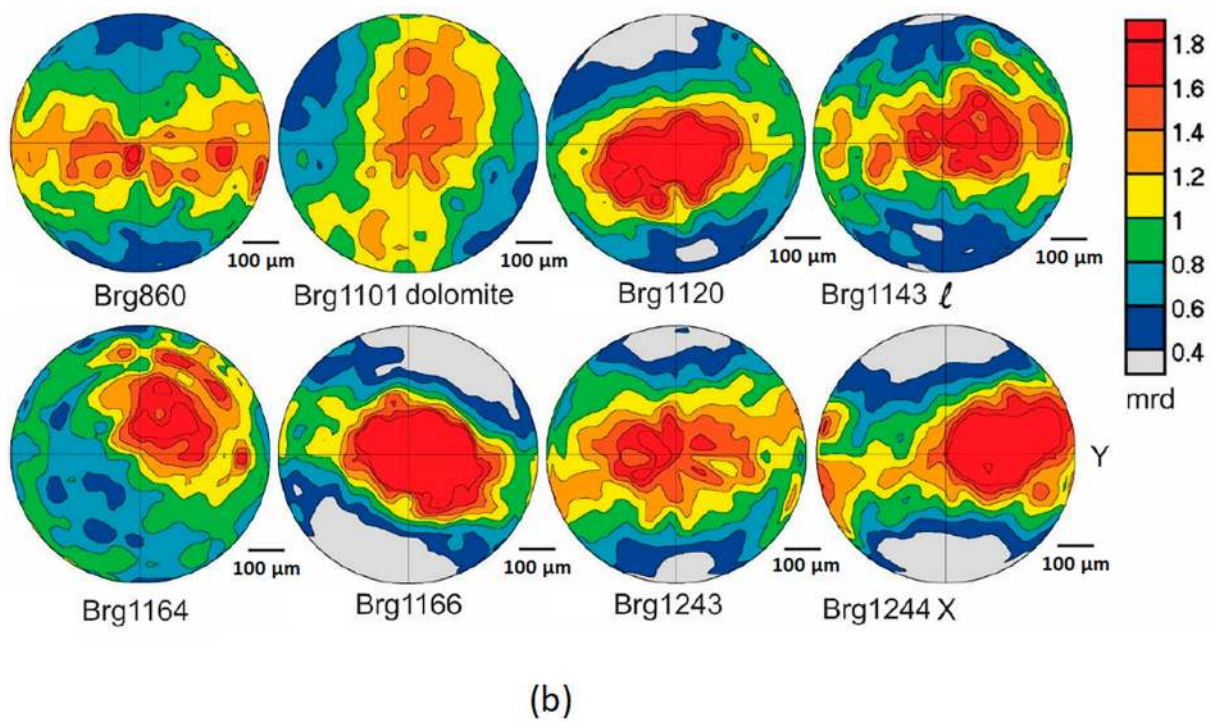 1.8
1.6
1.4
1.2
1
0.8
0.6
0.4
mrd
100 μm
100 μm
100 μm
100 μm
Brg860
Brg1101 dolomite
Brg1120
Brg1143 ℓ
Y
100 μm
100 μm
100 μm
100 μm
Brg1164
Brg1166
Brg1243
Brg1244 X
(b)